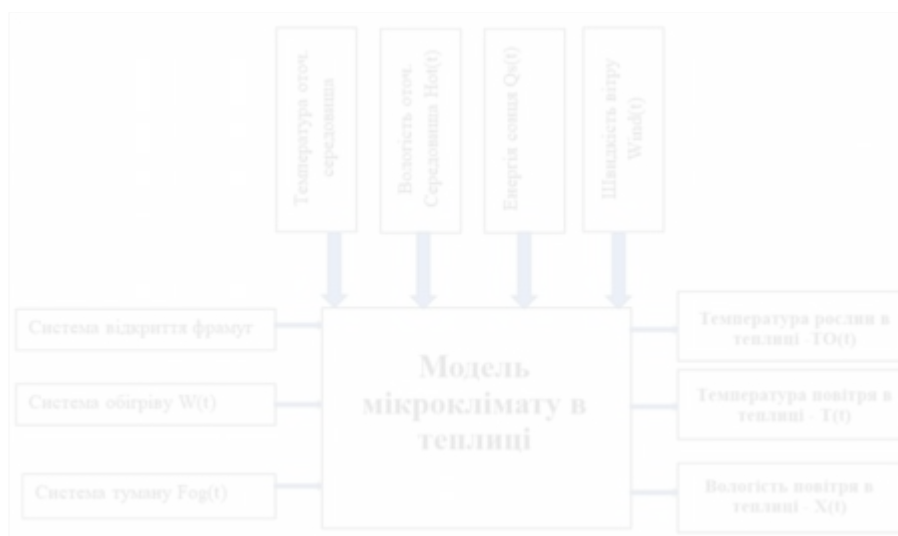 Температура оточ.
середовища
Вологість оточ.
Середовища Hot(t)
Енергія сонця Qs(t)
Швидкість вітру
Wind(t)
Система відкриття фрамуг
Система обігріву W(t)
Система туману Fog(t)
Модель
мікроклімату в
теплиці
Температура рослин в
теплиці -TO(t)
Температура повітря в
теплиці - T(t)
Вологість повітря в
теплиці - X(t)